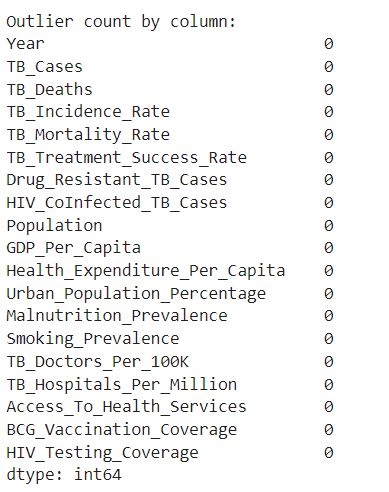 Outlier count by column:
Year 0
TB_Cases 0
TB_Deaths 0
TB_Incidence_Rate 0
TB_Mortality_Rate 0
TB_Treatment_Success_Rate 0
Drug_Resistant_TB_Cases 0
HIV_CoInfected_TB_Cases 0
Population 0
GDP_Per_Capita 0
Health_Expenditure_Per_Capita 0
Urban_Population_Percentage 0
Malnutrition_Prevalence 0
Smoking_Prevalence 0
TB_Doctors_Per_100K 0
TB_Hospitals_Per_Million 0
Access_To_Health_Services 0
BCG_Vaccination_Coverage 0
HIV_Testing_Coverage 0
dtype: int64